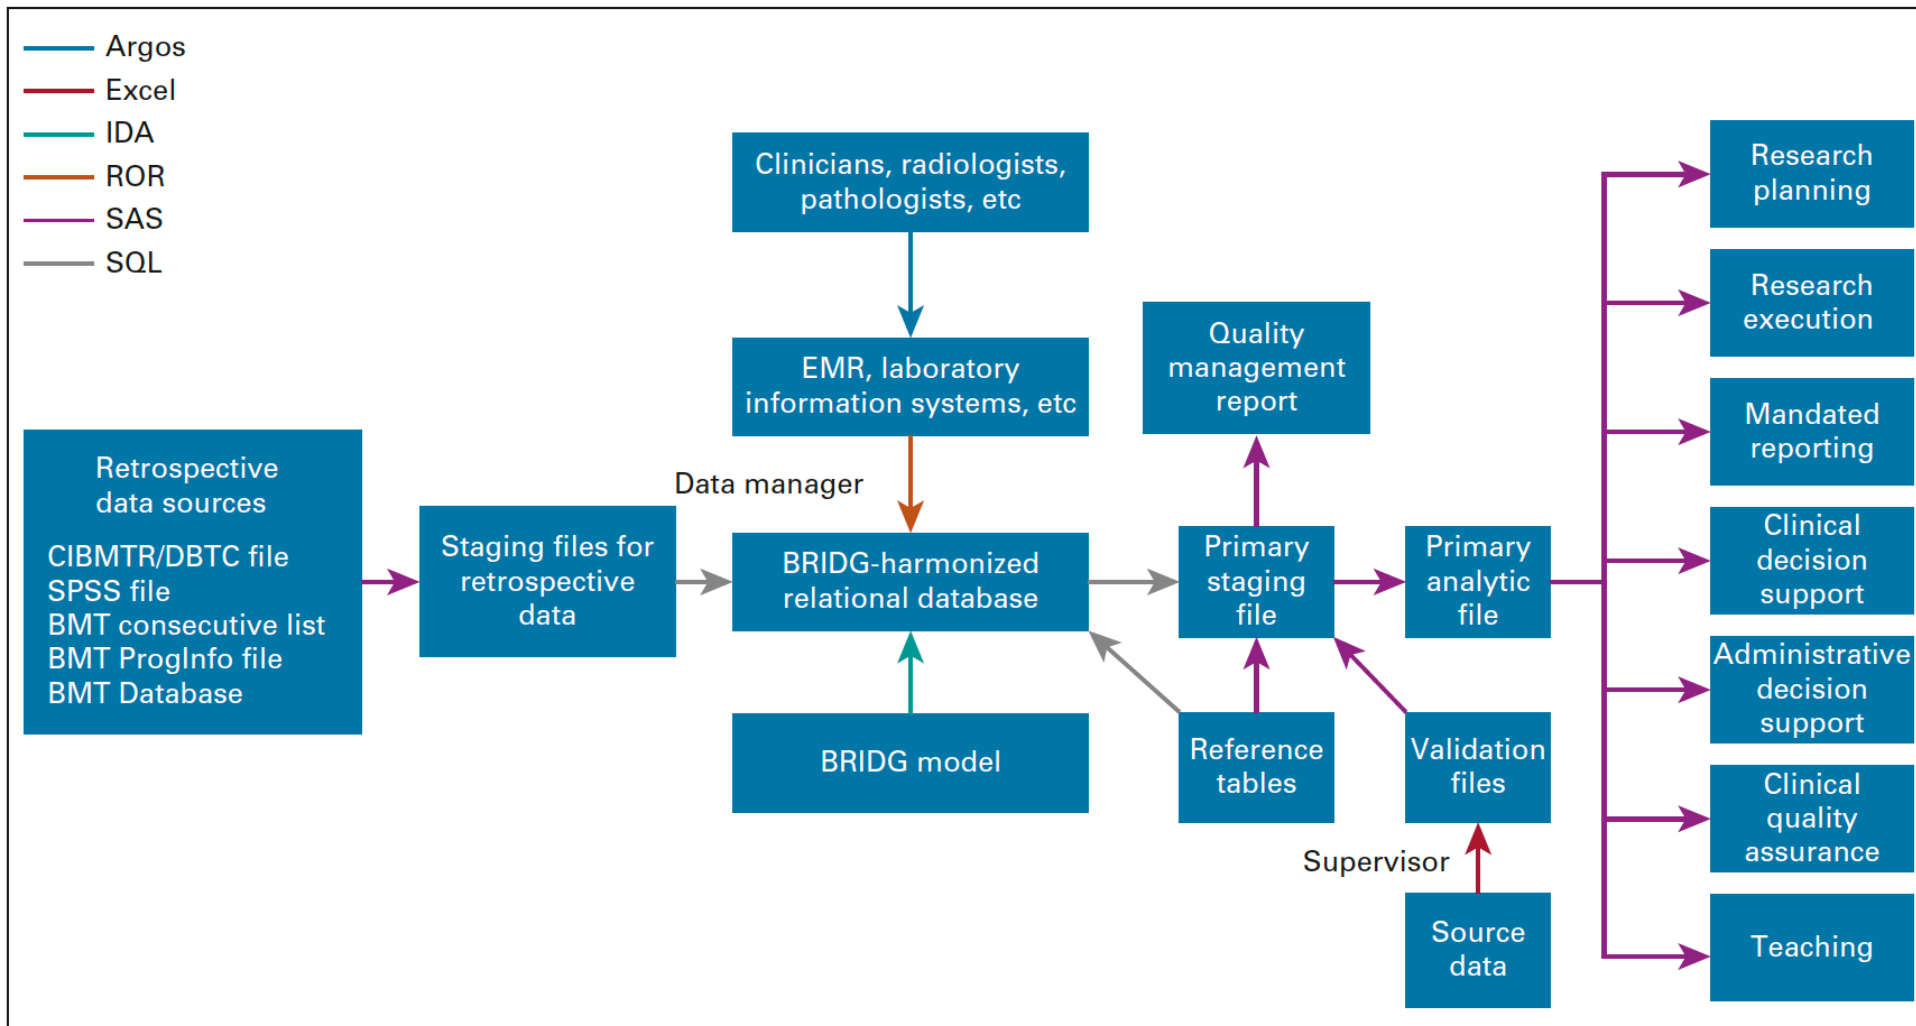 Argos
Excel
IDA
ROR
SAS
SQL
Retrospective
data sources
CIBMTR/DBTC file
SPSS file
BMT consecutive list
BMT ProgInfo file
BMT Database
Staging files for
retrospective
data
Clinicians, radiologists,
pathologists, etc
EMR, laboratory
information systems, etc
Data manager
BRIDG-harmonized
relational database
BRIDG model
Quality
management
report
Primary
staging
file
Primary
analytic
file
Reference
tables
Validation
files
Supervisor
Source
data
Research
planning
Research
execution
Mandated
reporting
Clinical
decision
support
Administrative
decision
support
Clinical
quality
assurance
Teaching